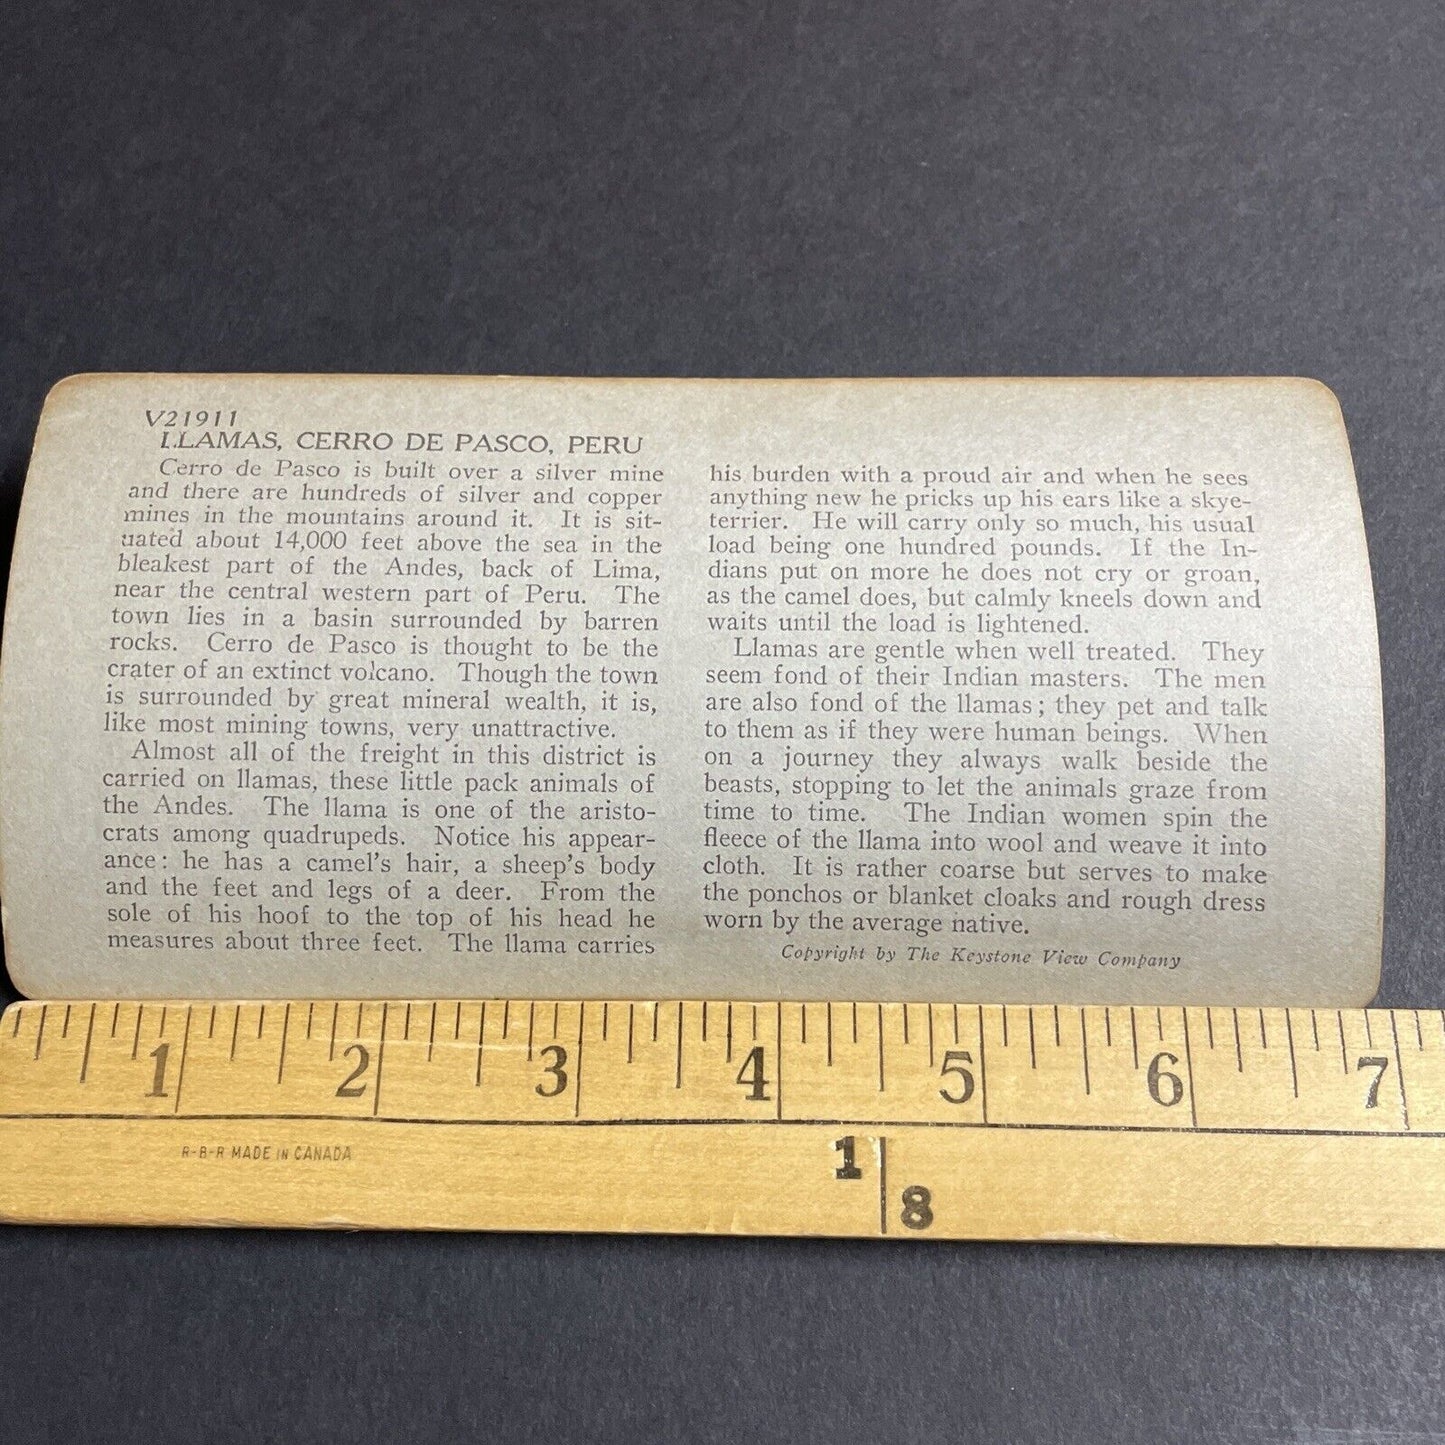 V21911
LLAMAS, CERRO DE PASCO, PERU
Cerro de Pasco is built over a silver mine
and there are hundreds of silver and copper
mines in the mountains around it. It is sit-
uated about 14,000 feet above the sea in the
bleakest part of the Andes, back of Lima,
near the central western part of Peru. The
town lies in a basin surrounded by barren
rocks. Cerro de Pasco is thought to be the
crater of an extinct volcano. Though the town
is surrounded by great mineral wealth, it is,
like most mining towns, very unattractive.
Almost all of the freight in this district is
carried on llamas, these little pack animals of
the Andes. The llama is one of the aristo-
crats among quadrupeds. Notice his appear-
ance: he has a camel's hair, a sheep's body
and the feet and legs of a deer. From the
sole of his hoof to the top of his head he
measures about three feet. The llama carries
his burden with a proud air and when he sees
anything new he pricks up his ears like a skye-
terrier. He will carry only so much, his usual
load being one hundred pounds. If the In-
dians put on more he does not cry or groan,
as the camel does, but calmly kneels down and
waits until the load is lightened.
Llamas are gentle when well treated. They
seem fond of their Indian masters. The men
are also fond of the llamas; they pet and talk
to them as if they were human beings. When
on a journey they always walk beside the
beasts, stopping to let the animals graze from
time to time. The Indian women spin the
fleece of the llama into wool and weave it into
cloth. It is rather coarse but serves to make
the ponchos or blanket cloaks and rough dress
worn by the average native.
Copyright by The Keystone View Company
1 2 3 4 5 6 7
R-B-R MADE IN CANADA
1
8